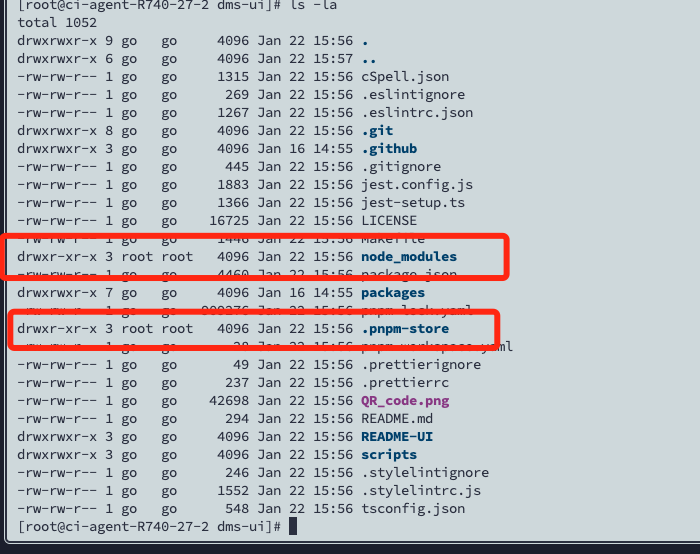 [root@ci-agent-R740-27-2 dms-ui]# ls -la
total 1052
drwxrwxr-x 9 go   go     4096 Jan 22 15:56 .
drwxrwxr-x 6 go   go     4096 Jan 22 15:57 ..
-rw-rw-r-- 1 go   go     1315 Jan 22 15:56 cSpell.json
-rw-rw-r-- 1 go   go      269 Jan 22 15:56 .eslintignore
-rw-rw-r-- 1 go   go     1267 Jan 22 15:56 .eslintrc.json
drwxrwxr-x 8 go   go     4096 Jan 22 15:56 .git
drwxrwxr-x 3 go   go     4096 Jan 16 14:55 .github
-rw-rw-r-- 1 go   go      445 Jan 22 15:56 .gitignore
-rw-rw-r-- 1 go   go     1883 Jan 22 15:56 jest.config.js
-rw-rw-r-- 1 go   go     1366 Jan 22 15:56 jest-setup.ts
-rw-rw-r-- 1 go   go    16725 Jan 22 15:56 LICENSE
-rw-rw-r-- 1 go   go     1446 Jan 22 15:56 Makefile
drwxr-xr-x 3 root root   4096 Jan 22 15:56 node_modules
-rw-rw-r-- 1 go   go     4460 Jan 22 15:56 package.json
drwxrwxr-x 7 go   go     4096 Jan 16 14:55 packages
-rw-rw-r-- 1 go   go Jan 22 15:56 pnpm-lock.yaml
drwxr-xr-x 3 root root   4096 Jan 22 15:56 .pnpm-store
-rw-rw-r-- 1 go   go Jan 22 15:56 pnpm-workspace.yaml
-rw-rw-r-- 1 go   go       49 Jan 22 15:56 .prettierignore
-rw-rw-r-- 1 go   go      237 Jan 22 15:56 .prettierrc
-rw-rw-r-- 1 go   go    42698 Jan 22 15:56 QR_code.png
-rw-rw-r-- 1 go   go      294 Jan 22 15:56 README.md
drwxrwxr-x 3 go   go     4096 Jan 22 15:56 README-UI
drwxrwxr-x 3 go   go     4096 Jan 22 15:56 scripts
-rw-rw-r-- 1 go   go      246 Jan 22 15:56 .stylelintignore
-rw-rw-r-- 1 go   go     1552 Jan 22 15:56 .stylelintrc.js
-rw-rw-r-- 1 go   go      548 Jan 22 15:56 tsconfig.json
[root@ci-agent-R740-27-2 dms-ui]#